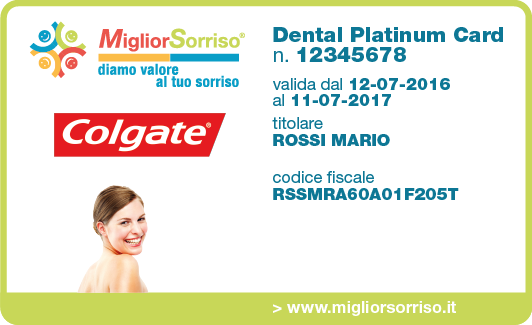 MigliorSorriso®
diamo valore
al tuo sorriso
Colgate®
Dental Platinum Card
n. 12345678
valida dal 12-07-2016
al 11-07-2017
titolare
ROSSI MARIO
codice fiscale
RSSMRA60A01F205T
> www.migliorsorriso.it